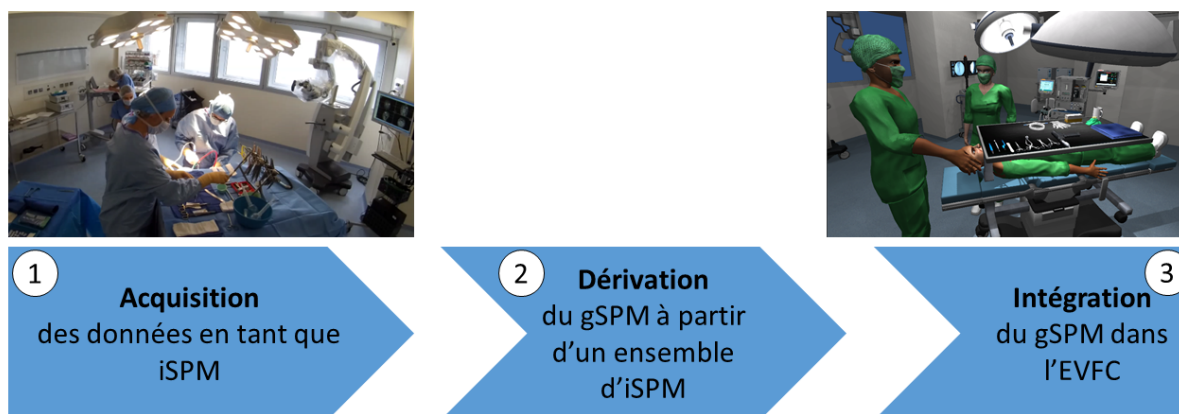 1
Acquisition
des données en tant que
iSPM
2
Dérivation
du gSPM à partir
d'un ensemble
d'iSPM
3
Intégration
du gSPM dans
l'EVFC